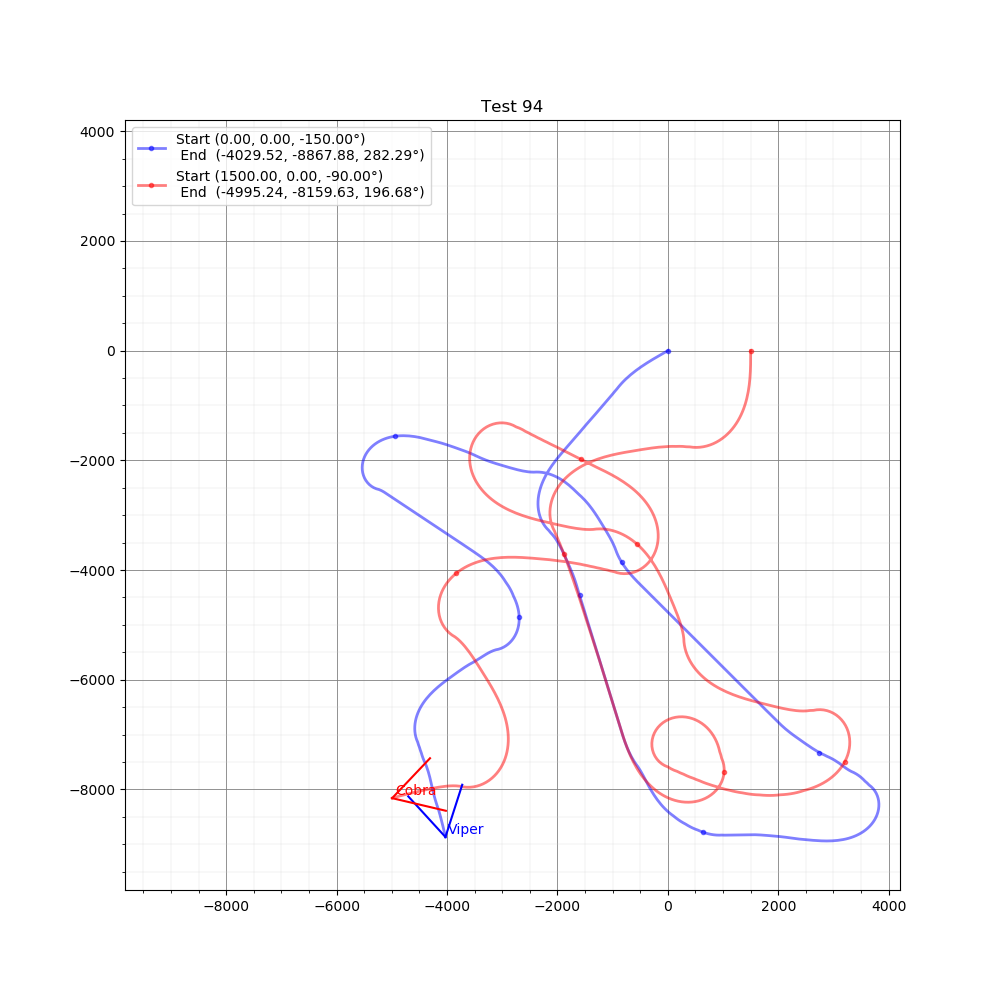 Test 94
Start (0.00, 0.00, -150.00°)
End (-4029.52, -8867.88, 282.29°)
Start (1500.00, 0.00, -90.00°)
End (-4995.24, -8159.63, 196.68°)
4000
2000
0
−2000
−4000
−6000
−8000
Cobra
Viper
−8000 −6000 −4000 −2000 0 2000 4000